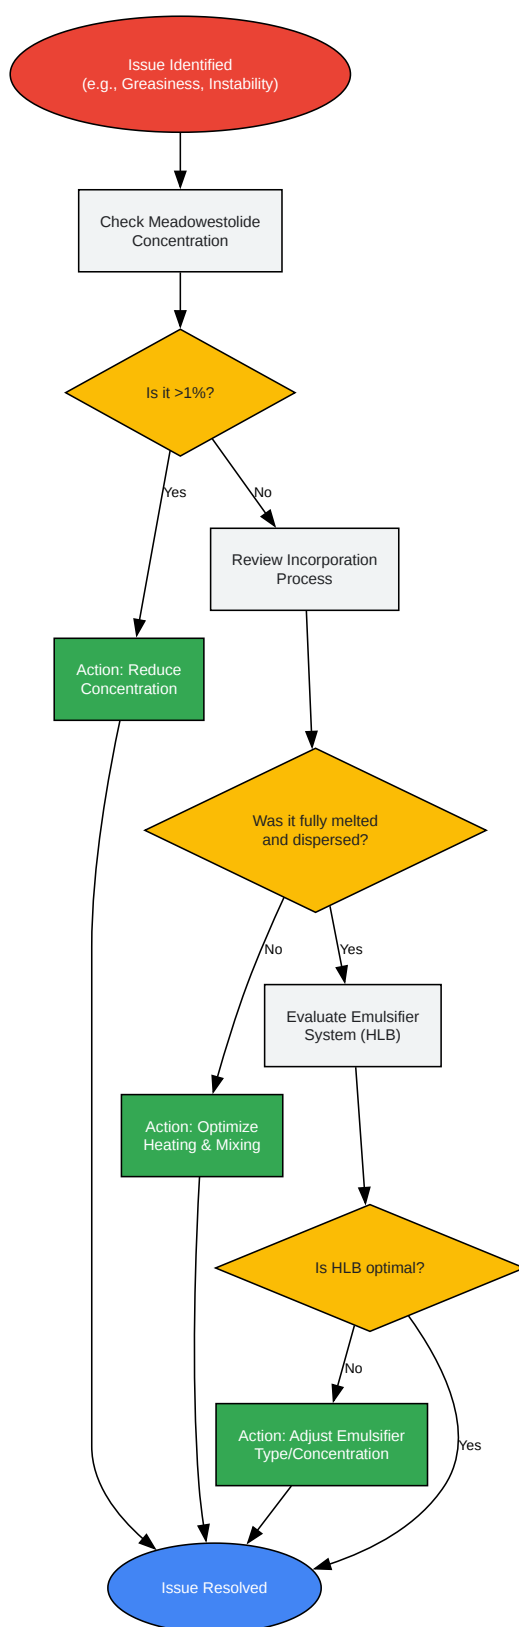 Issue Identified
(e.g., Greasiness, Instability)
Check Meadowestolide
Concentration
Is it >1%?
Yes
No
Review Incorporation
Process
Action: Reduce
Concentration
Was it fully melted
and dispersed?
No
Yes
Evaluate Emulsifier
System (HLB)
Action: Optimize
Heating & Mixing
Is HLB optimal?
No
Yes
Action: Adjust Emulsifier
Type/Concentration
Issue Resolved